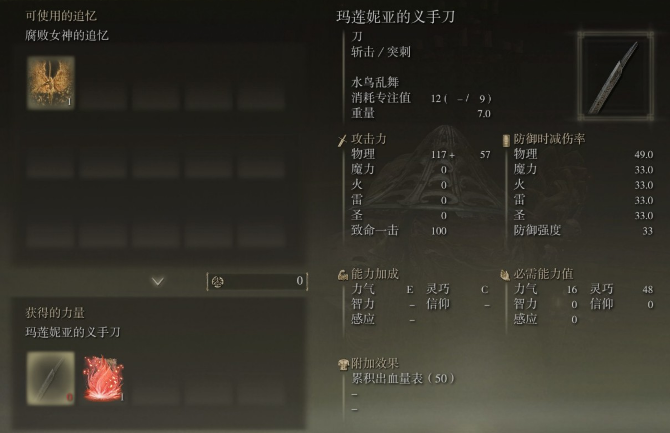 可使用的追忆
腐败女神的追忆
1
0
获得的力量
玛莲妮亚的义手刀
1
玛莲妮亚的义手刀
刀
斩击／突刺
水鸟乱舞
消耗专注值 12 ( – / 9 )
重量 7.0
攻击力
物理 117 + 57
魔力 0
火 0
雷 0
圣 0
致命一击 100
防御时减伤率
物理 49.0
魔力 33.0
火 33.0
雷 33.0
圣 33.0
防御强度 33
能力加成
力气 E 灵巧 C
智力 – 信仰 –
感应 –
必需能力值
力气 16 灵巧 48
智力 0 信仰 0
感应 0
附加效果
累积出血量表（50）
–
–